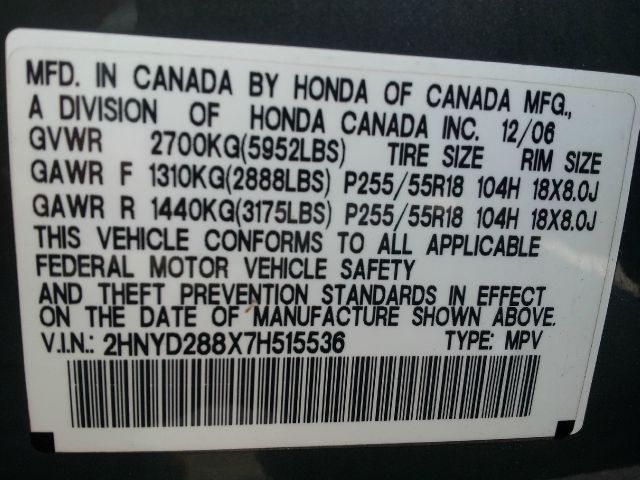 MFD. IN CANADA BY HONDA OF CANADA MFG.,
A DIVISION OF HONDA CANADA INC. 12/06
GVWR 2700KG(5952LBS) TIRE SIZE RIM SIZE
GAWR F 1310KG(2888LBS) P255/55R18 104H 18X8.0J
GAWR R 1440KG(3175LBS) P255/55R18 104H 18X8.0J
THIS VEHICLE CONFORMS TO ALL APPLICABLE
FEDERAL MOTOR VEHICLE SAFETY
AND THEFT PREVENTION STANDARDS IN EFFECT
ON THE DATE OF MANUFACTURE SHOWN ABOVE.
V.I.N.: 2HNYD288X7H515536 TYPE: MPV